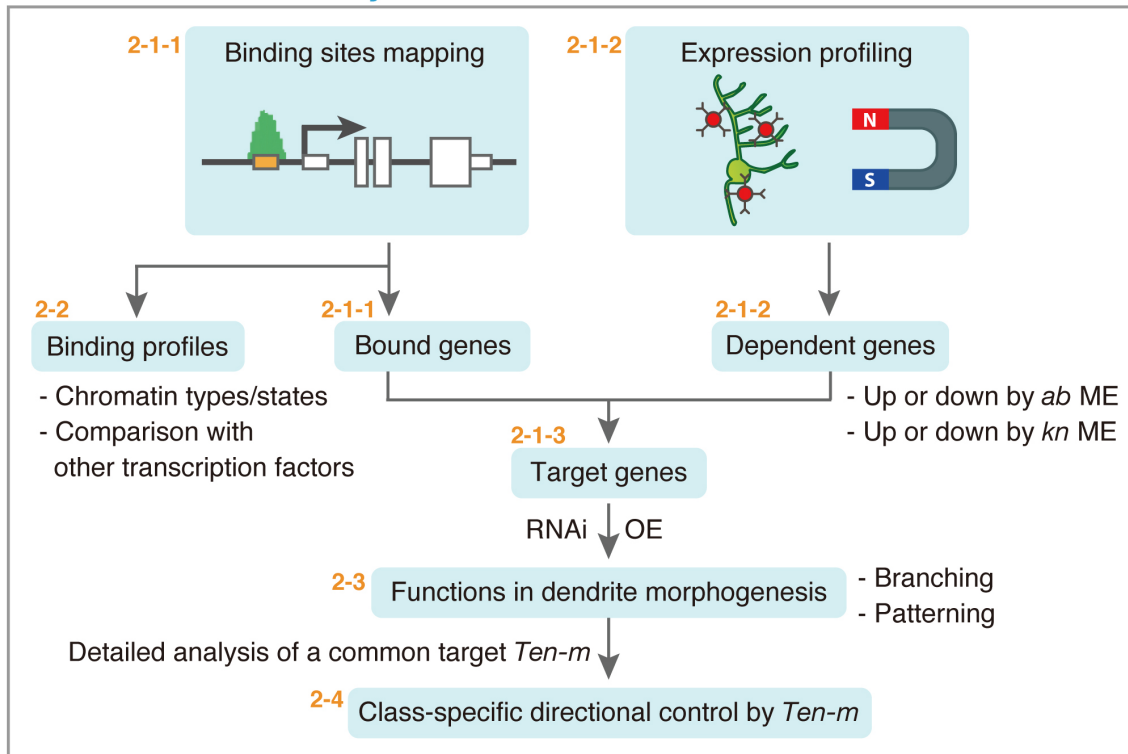 2-1-1
Binding sites mapping
2-1-2
Expression profiling
N
S
2-2
Binding profiles
- Chromatin types/states
- Comparison with
other transcription factors
2-1-1
Bound genes
2-1-2
Dependent genes
- Up or down by ab ME
- Up or down by kn ME
2-1-3
Target genes
RNAi OE
2-3
Functions in dendrite morphogenesis
- Branching
- Patterning
Detailed analysis of a common target Ten-m
2-4
Class-specific directional control by Ten-m